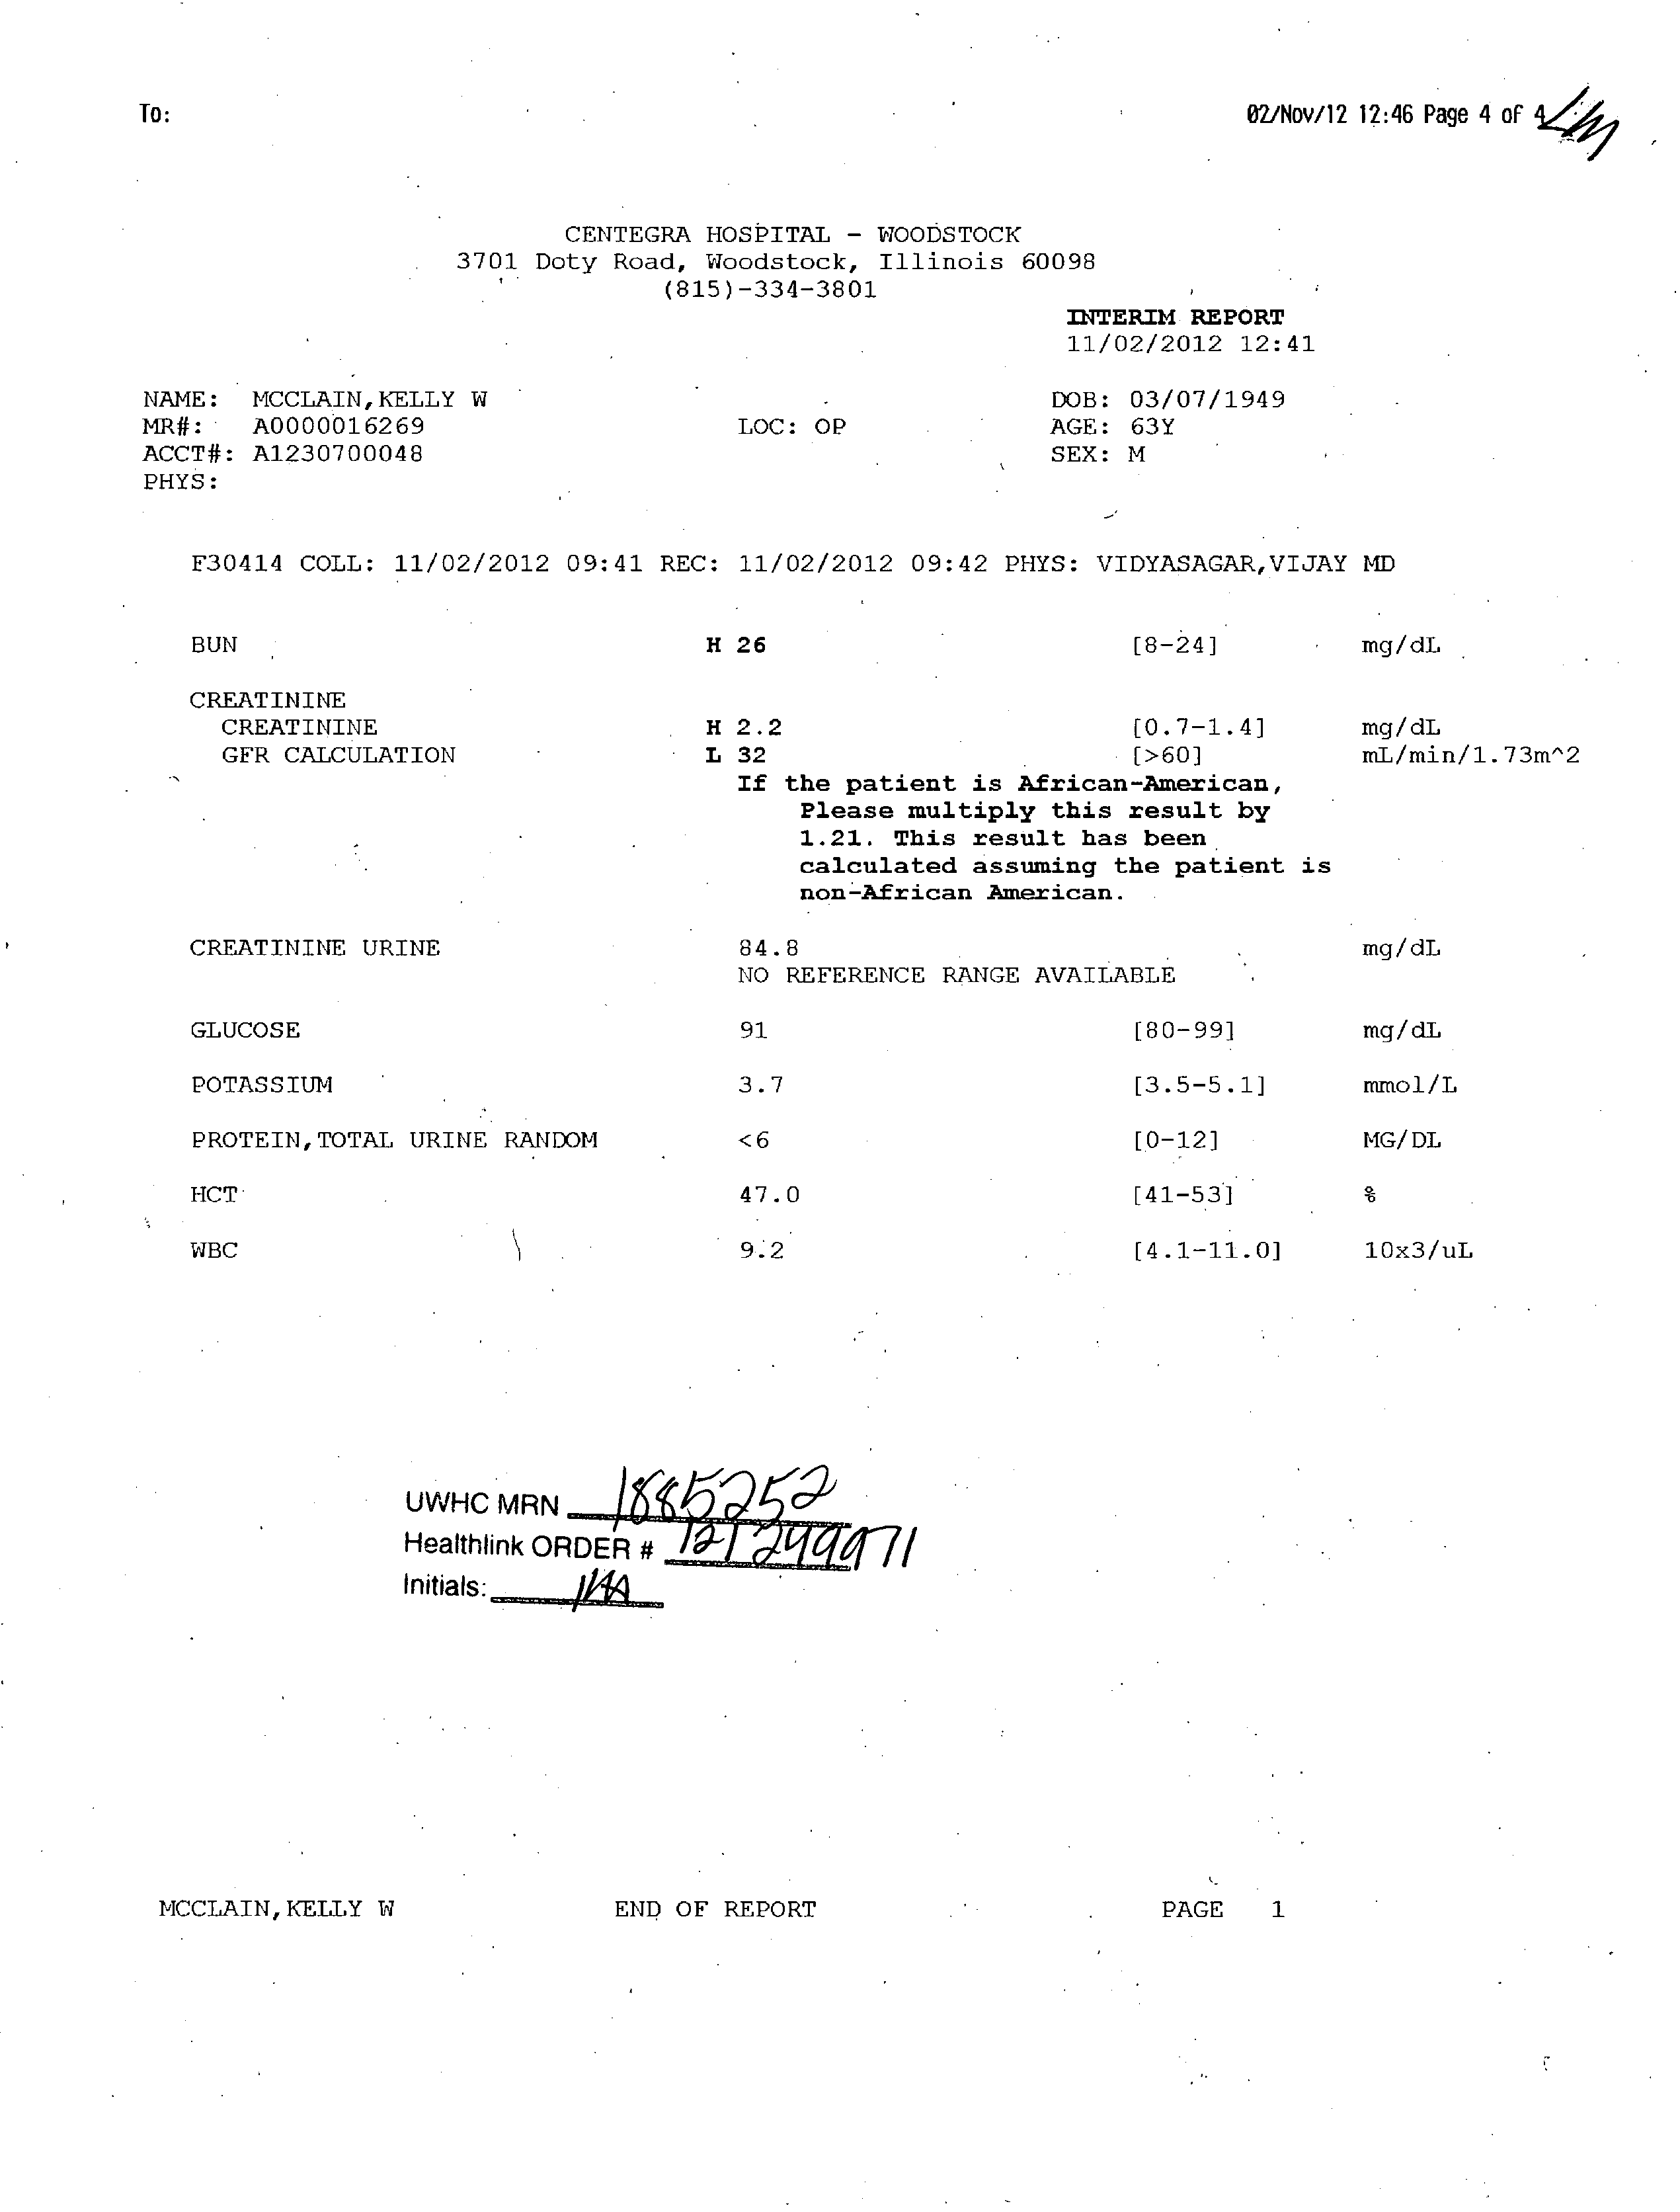 To:
02/Nov/12 12:46 Page 4 of 4
CENTEGRA HOSPITAL - WOODSTOCK
3701 Doty Road, Woodstock, Illinois 60098
(815)-334-3801
INTERIM REPORT
11/02/2012 12:41
NAME: MCCLAIN,KELLY W DOB: 03/07/1949
MR#: A0000016269 LOC: OP AGE: 63Y
ACCT#: A1230700048 SEX: M
PHYS:
F30414 COLL: 11/02/2012 09:41 REC: 11/02/2012 09:42 PHYS: VIDYASAGAR,VIJAY MD
BUN H 26 [8-24] mg/dL
CREATININE
CREATININE H 2.2 [0.7-1.4] mg/dL
GFR CALCULATION L 32 [>60] mL/min/1.73m^2
If the patient is African-American,
Please multiply this result by
1.21. This result has been
calculated assuming the patient is
non-African American.
CREATININE URINE 84.8 mg/dL
NO REFERENCE RANGE AVAILABLE
GLUCOSE 91 [80-99] mg/dL
POTASSIUM 3.7 [3.5-5.1] mmol/L
PROTEIN,TOTAL URINE RANDOM <6 [0-12] MG/DL
HCT 47.0 [41-53] %
WBC 9.2 [4.1-11.0] 10x3/uL
UWHC MRN 1885252
Healthlink ORDER #
Initials:
MCCLAIN,KELLY W END OF REPORT PAGE 1